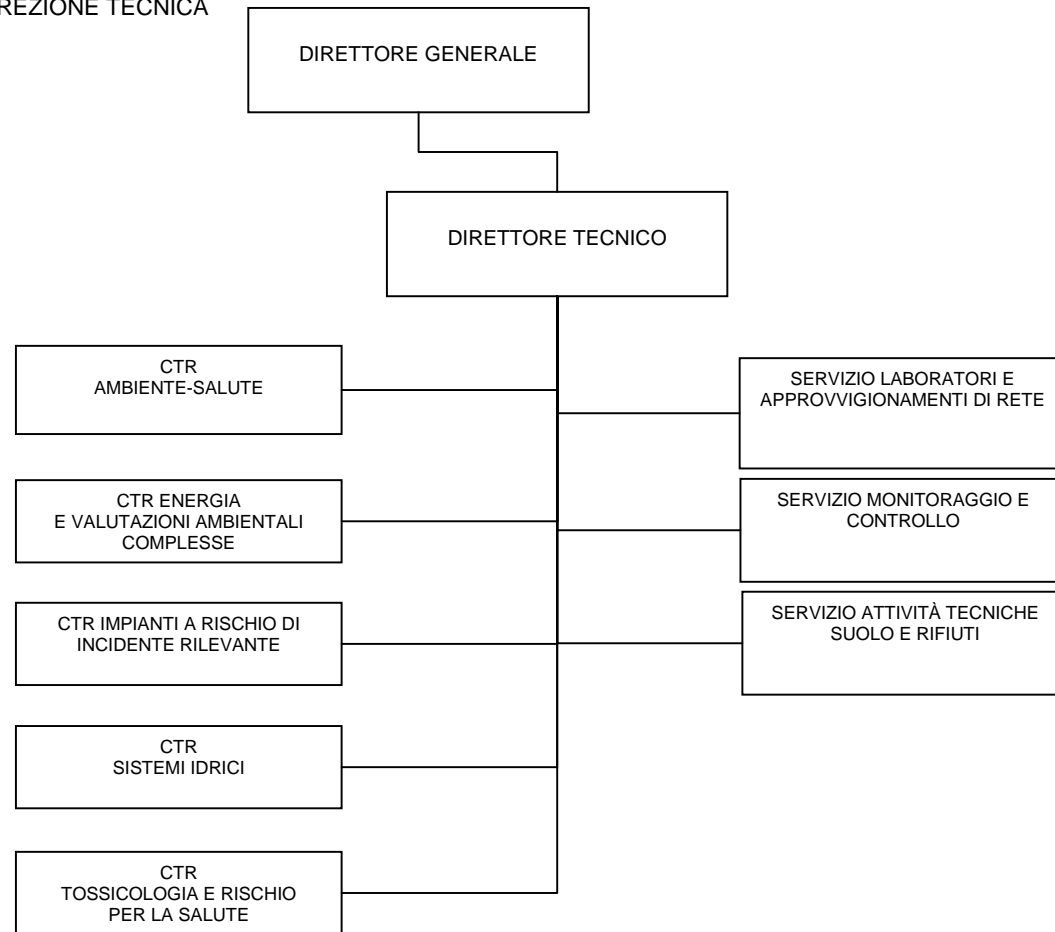 REZIONE TECNICA
DIRETTORE GENERALE
DIRETTORE TECNICO
CTR
AMBIENTE-SALUTE
CTR ENERGIA
E VALUTAZIONI AMBIENTALI
COMPLESSE
CTR IMPIANTI A RISCHIO DI
INCIDENTE RILEVANTE
CTR
SISTEMI IDRICI
CTR
TOSSICOLOGIA E RISCHIO
PER LA SALUTE
SERVIZIO LABORATORI E
APPROVVIGIONAMENTI DI RETE
SERVIZIO MONITORAGGIO E
CONTROLLO
SERVIZIO ATTIVITÀ TECNICHE
SUOLO E RIFIUTI